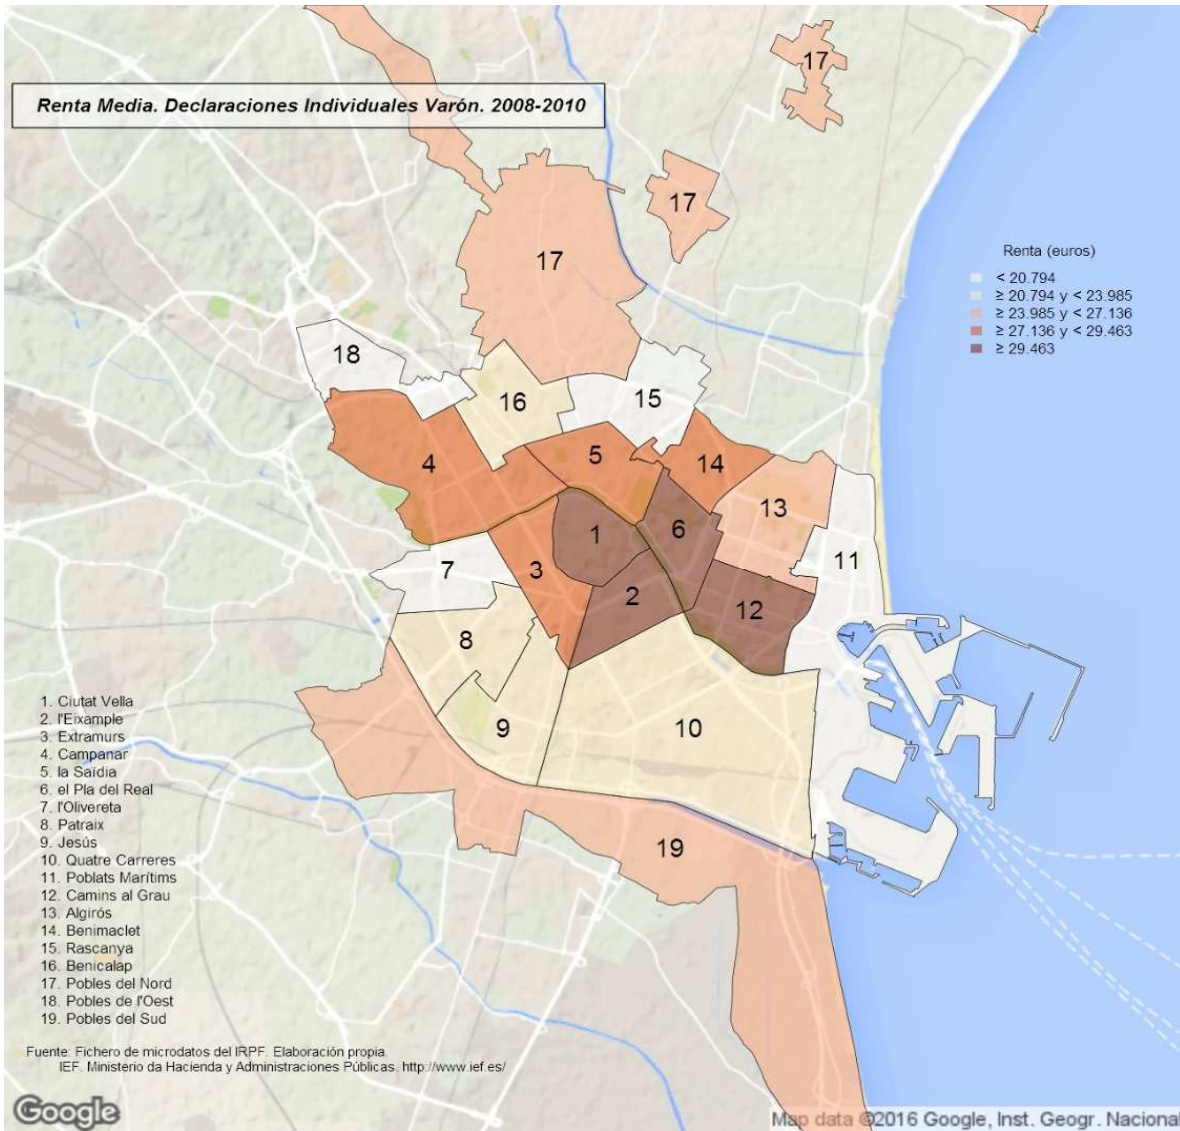 17
Renta Media. Declaraciones Individuales Varón. 2008-2010
17
17
Renta (euros)
< 20.794
≥ 20.794 y < 23.985
≥ 23.985 y < 27.136
≥ 27.136 y < 29.463
≥ 29.463
18
16
15
4
5
14
13
1
6
11
7
3
2
12
8
9
10
19
1. Ciutat Vella
2. l'Eixample
3. Extramurs
4. Campanar
5. la Saïdia
6. el Pla del Real
7. l'Olivereta
8. Patraix
9. Jesús
10. Quatre Carreres
11. Poblats Marítims
12. Camins al Grau
13. Algirós
14. Benimaclet
15. Rascanya
16. Benicalap
17. Pobles del Nord
18. Pobles de l'Oest
19. Pobles del Sud
Fuente: Fichero de microdatos del IRPF. Elaboración propia.
IEF. Ministerio da Hacienda y Administraciones Públicas. http://www.ief.es/
Google
Map data ©2016 Google, Inst. Geogr. Nacional